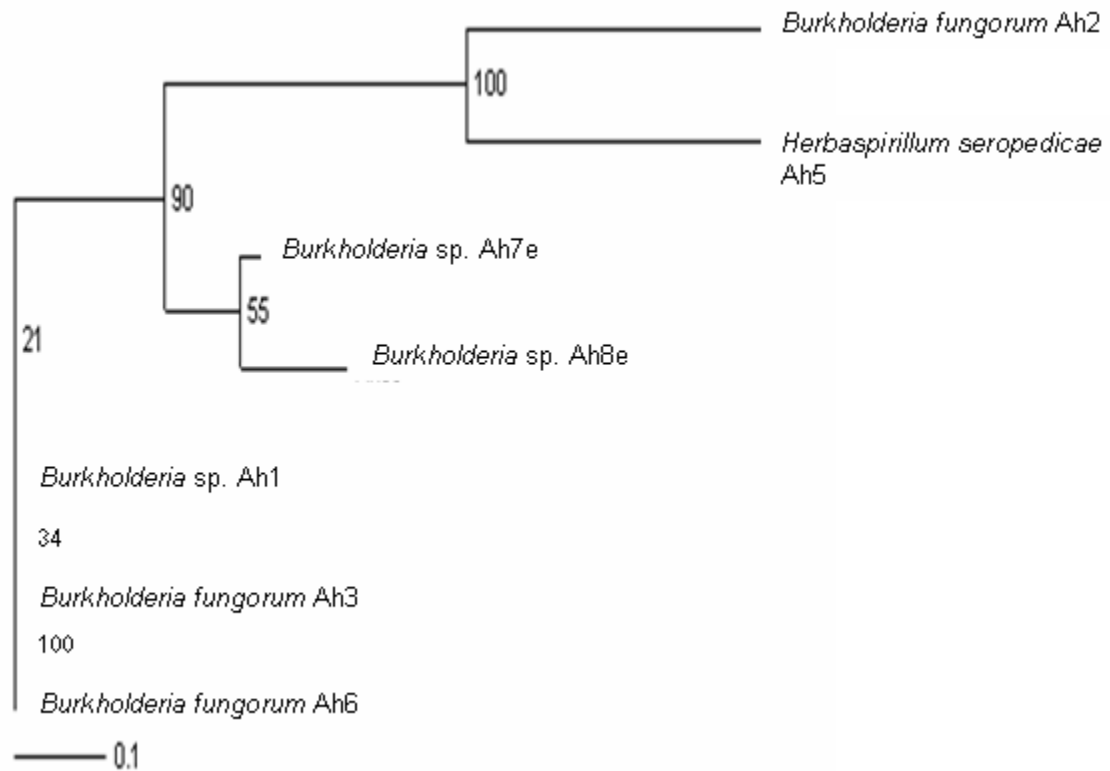 Burkholderia fungorum Ah2
100
Herbaspirillum seropedicae
Ah5
90
Burkholderia sp. Ah7e
55
21
Burkholderia sp. Ah8e
Burkholderia sp. Ah1
34
Burkholderia fungorum Ah3
100
Burkholderia fungorum Ah6
0.1